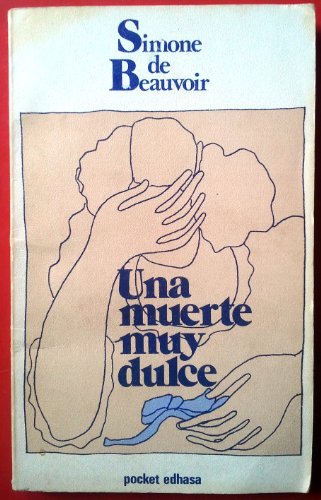 Simone
de
Beauvoir
Una
muerte
muy
dulce
pocket edhasa